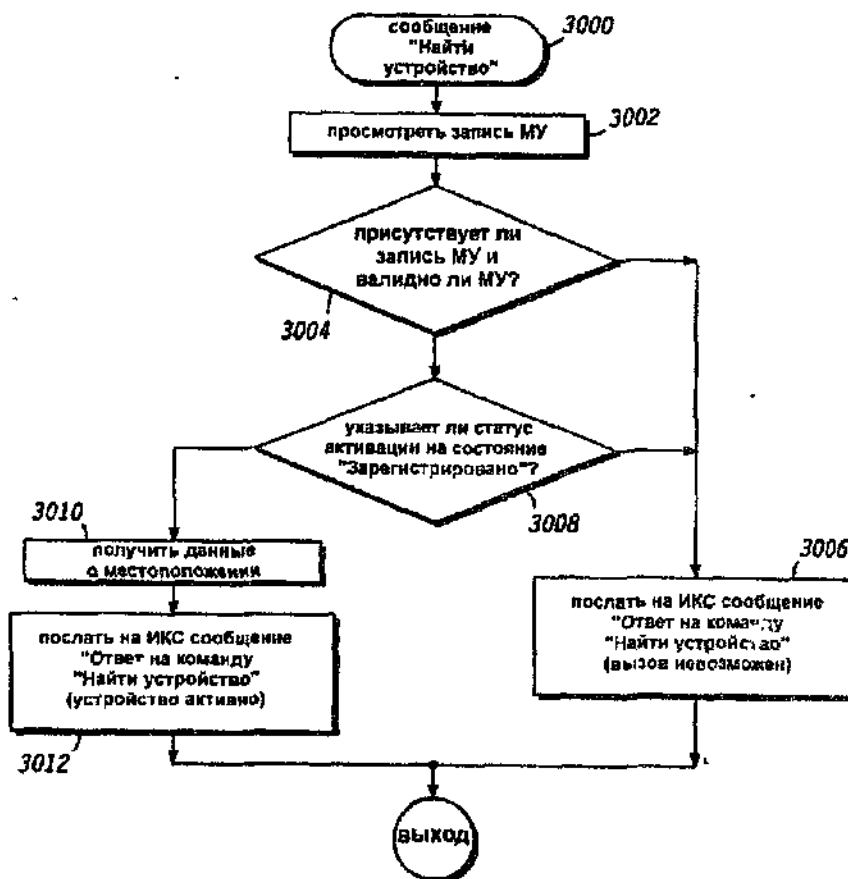 сообщение
"Найти
устройство"
3000
просмотреть запись МУ
3002
присутствует ли
запись МУ и
валидно ли МУ?
3004
указывает ли статус
активации на состояние
"Зарегистрировано"?
3008
3010
получить данные
о местоположении
3006
послать на ИКС сообщение
"Ответ на команду
"Найти устройство"
(устройство активно)
3012
послать на ИКС сообщение
"Ответ на команду
"Найти устройство"
(вызов невозможен)
ВЫХОД